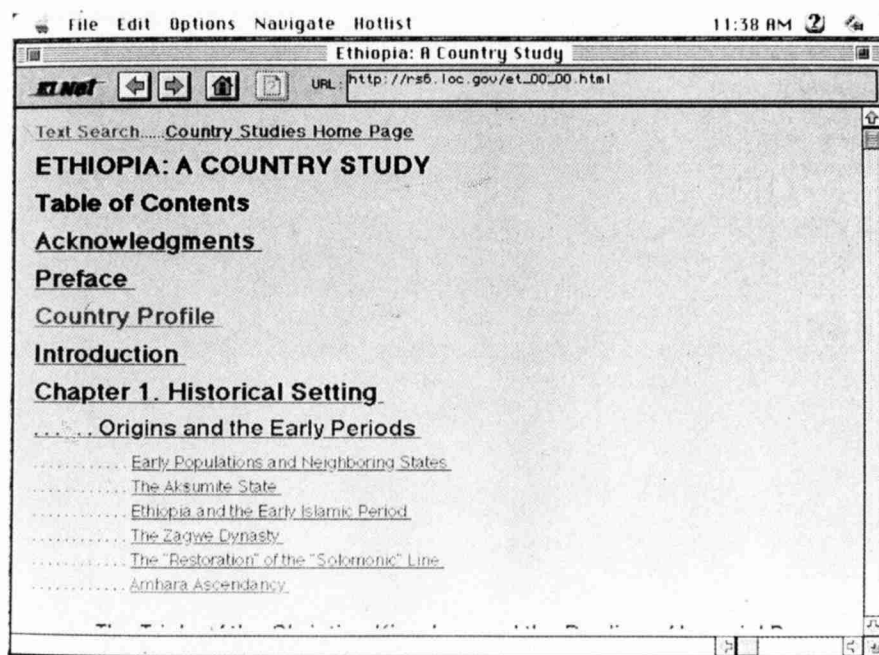 File Edit Options Navigate Hotlist 11:38 AM
Ethiopia: A Country Study
EINet URL: http://rs6.loc.gov/et_00_00.html
Text Search.....Country Studies Home Page
ETHIOPIA: A COUNTRY STUDY
Table of Contents
Acknowledgments
Preface
Country Profile
Introduction
Chapter 1. Historical Setting
.......Origins and the Early Periods
............Early Populations and Neighboring States
............The Aksumite State
............Ethiopia and the Early Islamic Period
............The Zagwe Dynasty
............The "Restoration" of the "Solomonic" Line
............Amhara Ascendancy